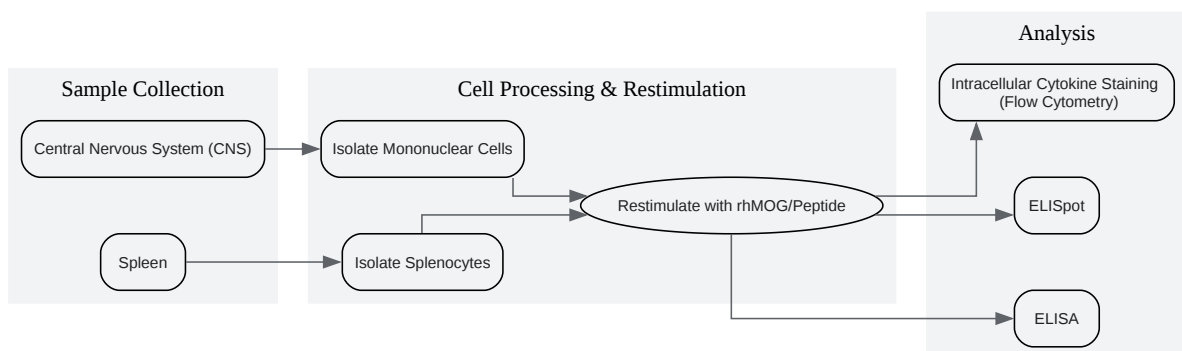 Sample Collection
Central Nervous System (CNS)
Spleen
Cell Processing & Restimulation
Isolate Mononuclear Cells
Isolate Splenocytes
Restimulate with rhMOG/Peptide
Analysis
Intracellular Cytokine Staining
(Flow Cytometry)
ELISpot
ELISA